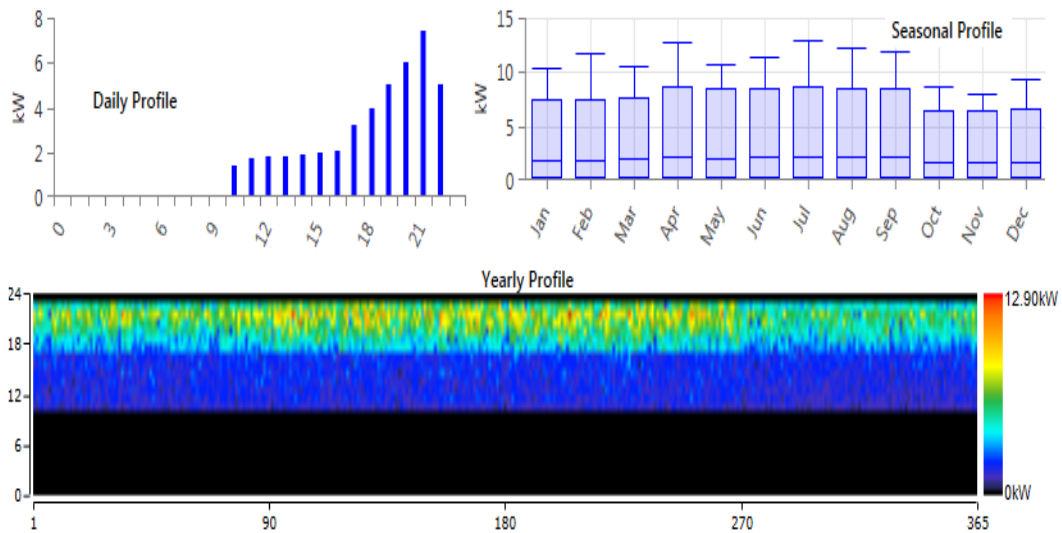 8
6
4
2
0
kW
Daily Profile
0
3
6
9
12
15
18
21
15
10
5
0
kW
Seasonal Profile
Jan
Feb
Mar
Apr
May
Jun
Jul
Aug
Sep
Oct
Nov
Dec
Yearly Profile
24
18
12
6
0
1
90
180
270
365
12.90kW
0kW